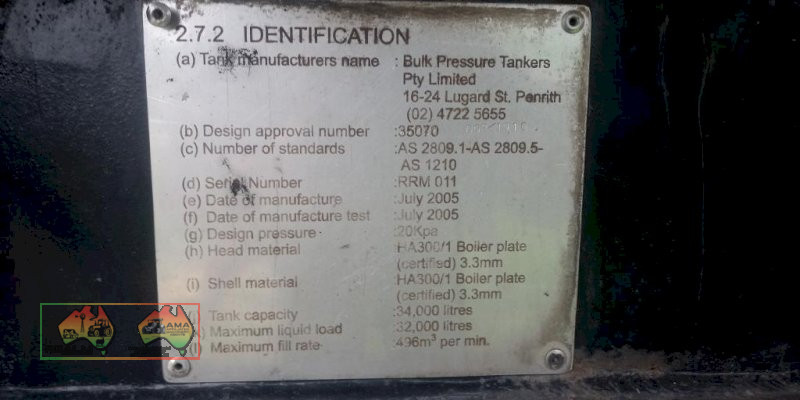 2.7.2 IDENTIFICATION
(a) Tank manufacturers name : Bulk Pressure Tankers
Pty Limited
16-24 Lugard St. Penrith
(02) 4722 5655
(b) Design approval number :35070
(c) Number of standards :AS 2809.1-AS 2809.5-
AS 1210
(d) Serial Number :RRM 011
(e) Date of manufacture :July 2005
(f) Date of manufacture test :July 2005
(g) Design pressure :20Kpa
(h) Head material :HA300/1 Boiler plate
(certified) 3.3mm
(i) Shell material :HA300/1 Boiler plate
(certified) 3.3mm
(j) Tank capacity :34,000 litres
(k) Maximum liquid load :32,000 litres
(l) Maximum fill rate :496m³ per min.
AMA